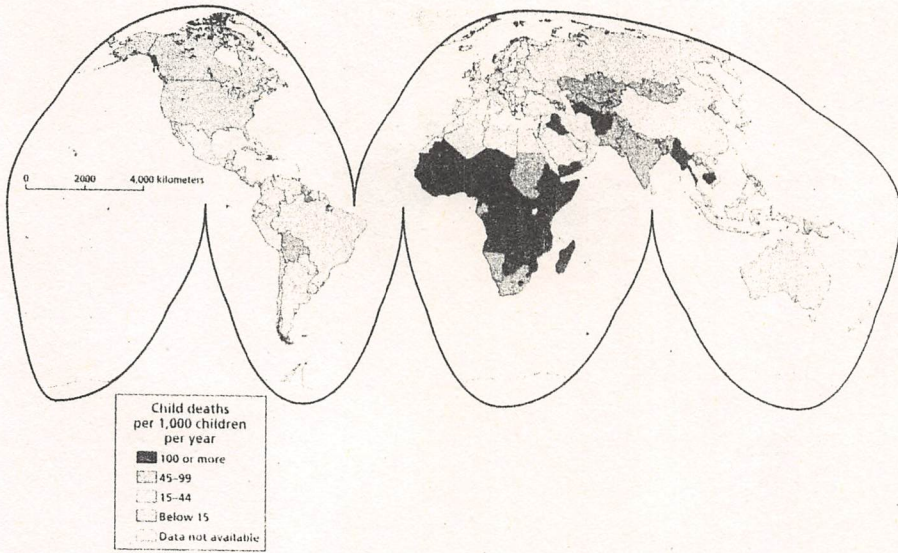 0 2000 4,000 kilometers
Child deaths
per 1,000 children
per year
100 or more
45–99
15–44
Below 15
Data not available